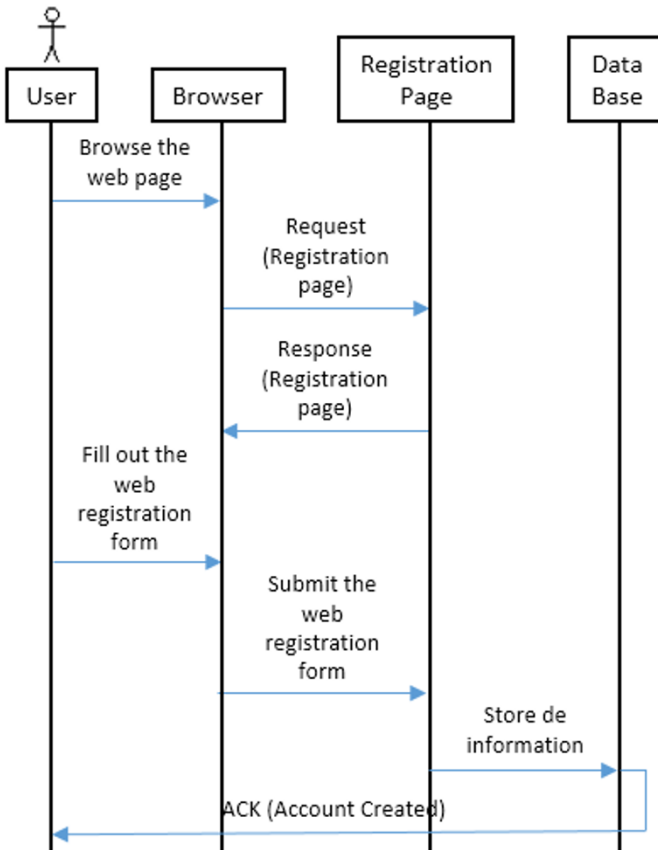 User
Browser
Registration
Page
Data
Base
Browse the
web page
Request
(Registration
page)
Response
(Registration
page)
Fill out the
web
registration
form
Submit the
web
registration
form
Store de
information
ACK (Account Created)